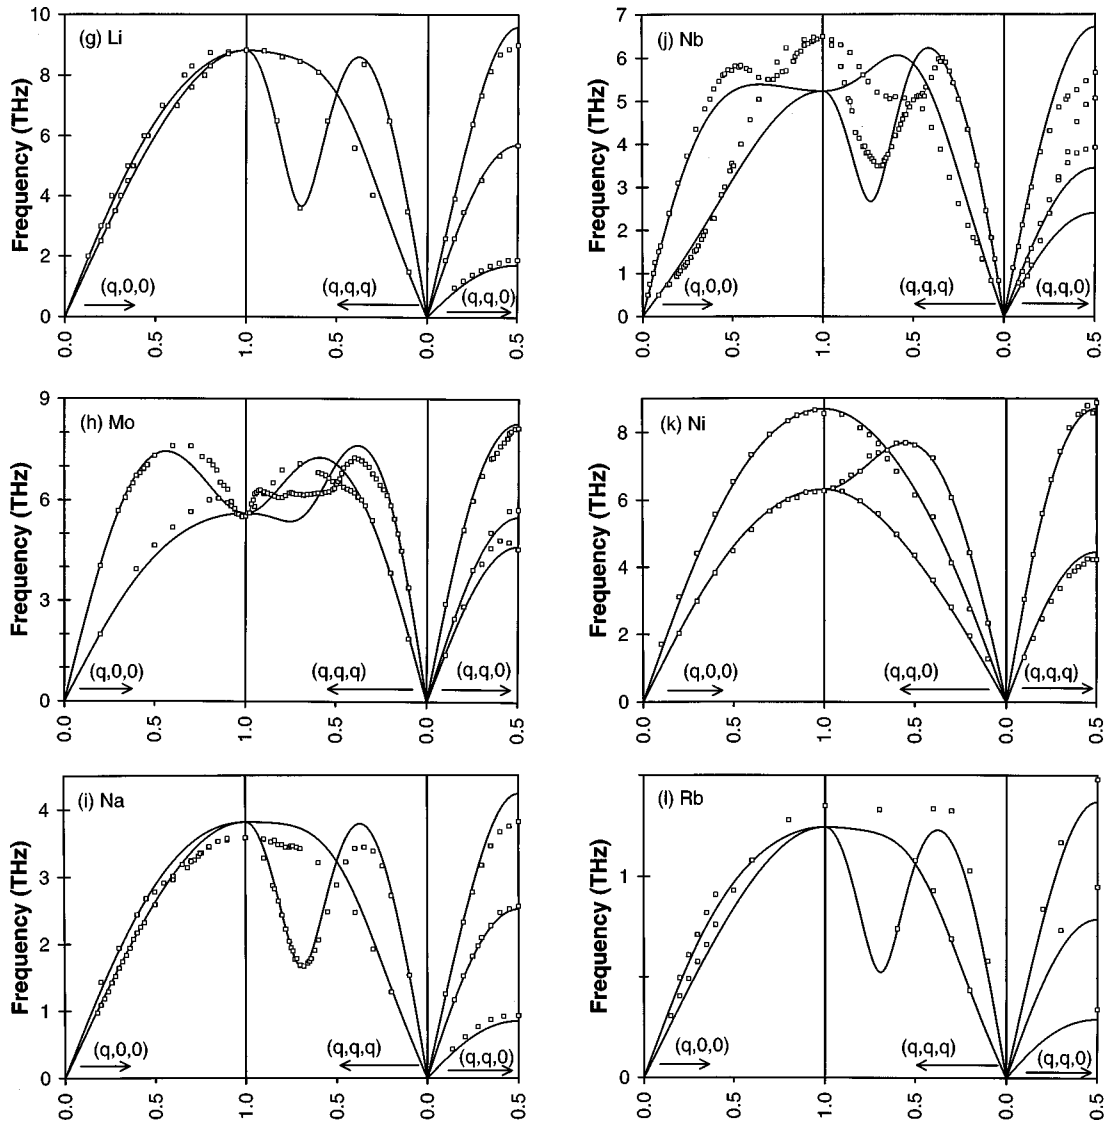 (g) Li
Frequency (THz)
10
8
6
4
2
0
(q,0,0)
(q,q,q)
(q,q,0)
0.0
0.5
1.0
0.5
0.0
0.5
(j) Nb
Frequency (THz)
7
6
5
4
3
2
1
0
(q,0,0)
(q,q,q)
(q,q,0)
0.0
0.5
1.0
0.5
0.0
0.5
(h) Mo
Frequency (THz)
9
6
3
0
(q,0,0)
(q,q,q)
(q,q,0)
0.0
0.5
1.0
0.5
0.0
0.5
(k) Ni
Frequency (THz)
8
6
4
2
0
(q,0,0)
(q,q,0)
(q,q,q)
0.0
0.5
1.0
0.5
0.0
0.5
(i) Na
Frequency (THz)
4
3
2
1
0
(q,0,0)
(q,q,q)
(q,q,0)
0.0
0.5
1.0
0.5
0.0
0.5
(l) Rb
Frequency (THz)
1
0
(q,0,0)
(q,q,q)
(q,q,0)
0.0
0.5
1.0
0.5
0.0
0.5